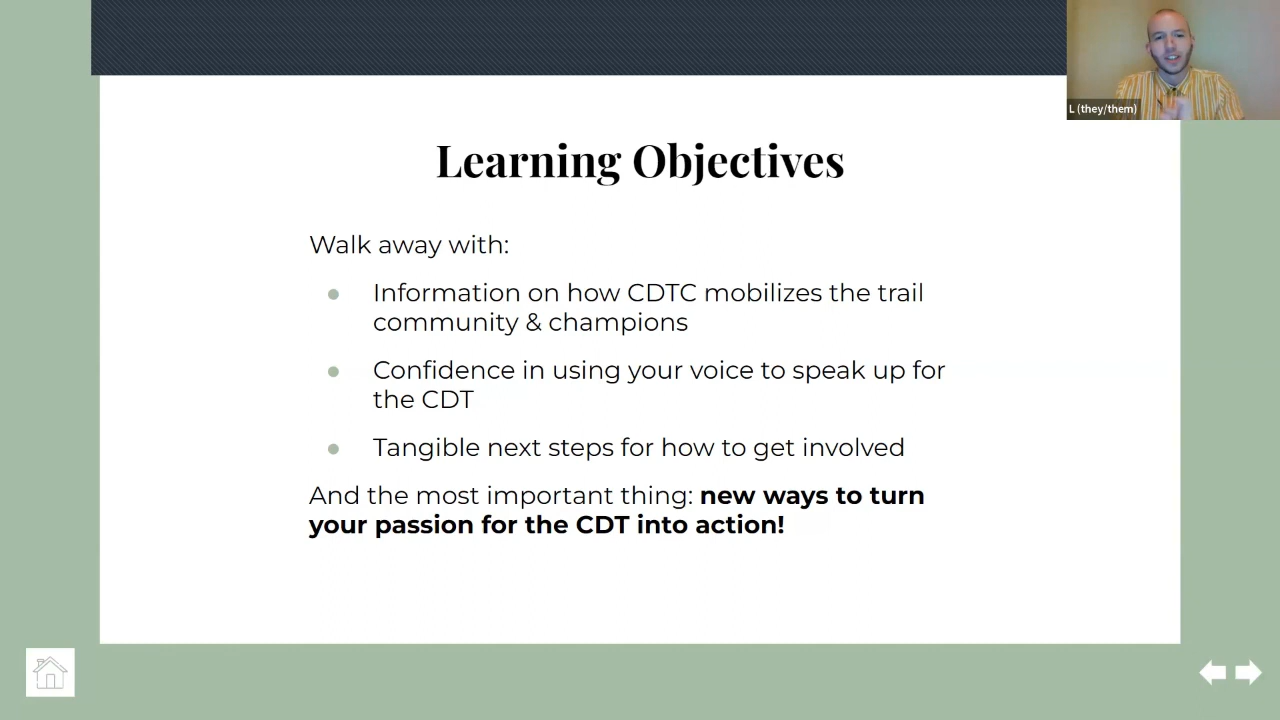 L (they/them)
Learning Objectives
Walk away with:
Information on how CDTC mobilizes the trail
community & champions
Confidence in using your voice to speak up for
the CDT
Tangible next steps for how to get involved
And the most important thing: new ways to turn
your passion for the CDT into action!